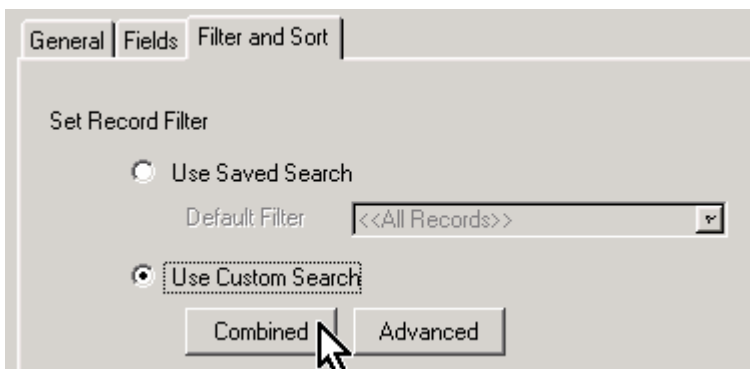 General Fields Filter and Sort
Set Record Filter
Use Saved Search
Default Filter <<All Records>>
Use Custom Search
Combined Advanced